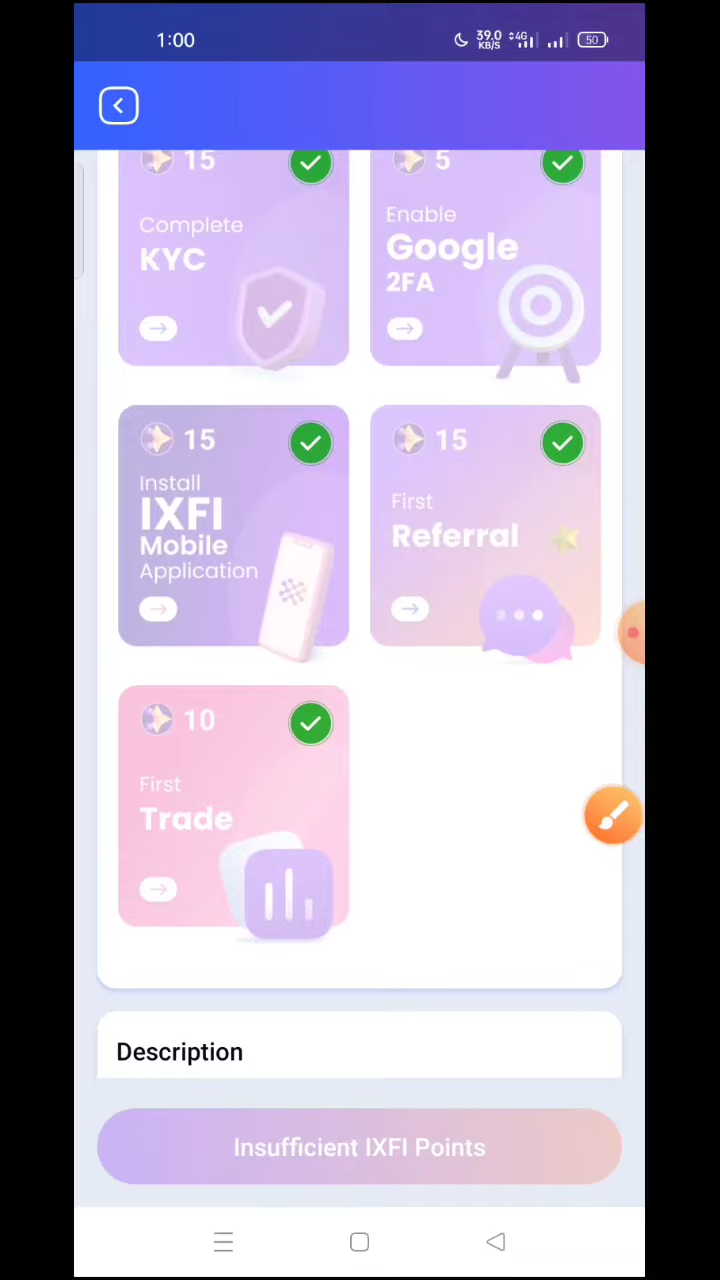 1:00
39.0
KB/S
4G
50
15
5
Complete
KYC
Enable
Google
2FA
15
15
Install
IXFI
Mobile
Application
First
Referral
10
First
Trade
Description
Insufficient IXFI Points